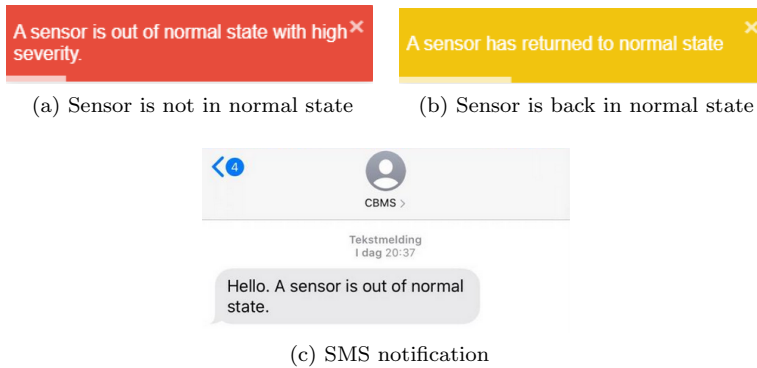 A sensor is out of normal state with high ×
severity.
A sensor has returned to normal state ×
(a) Sensor is not in normal state
(b) Sensor is back in normal state
4
CBMS >
Tekstmelding
I dag 20:37
Hello. A sensor is out of normal
state.
(c) SMS notification